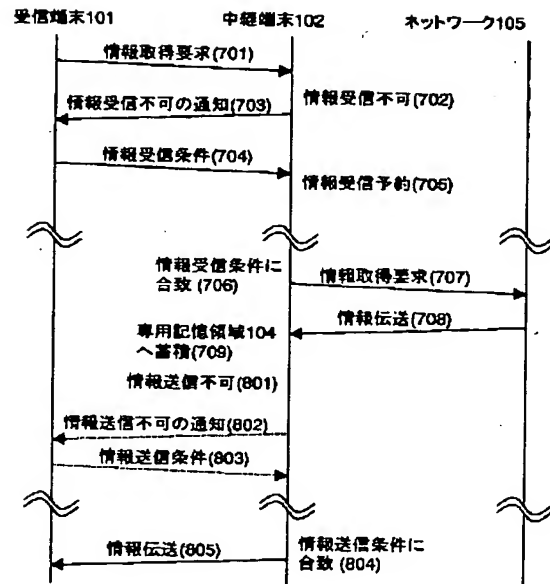 受信端末101 中継端末102 ネットワーク105
情報取得要求(701)
情報受信不可(702)
情報受信不可の通知(703)
情報受信条件(704)
情報受信予約(705)
情報受信条件に
合致(706)
情報取得要求(707)
情報伝送(708)
専用記憶領域104
へ蓄積(709)
情報送信不可(801)
情報送信不可の通知(802)
情報送信条件(803)
情報送信条件に
合致(804)
情報伝送(805)